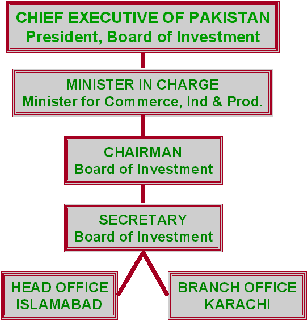 CHIEF EXECUTIVE OF PAKISTAN
President, Board of Investment
MINISTER IN CHARGE
Minister for Commerce, Ind & Prod.
CHAIRMAN
Board of Investment
SECRETARY
Board of Investment
HEAD OFFICE
ISLAMABAD
BRANCH OFFICE
KARACHI